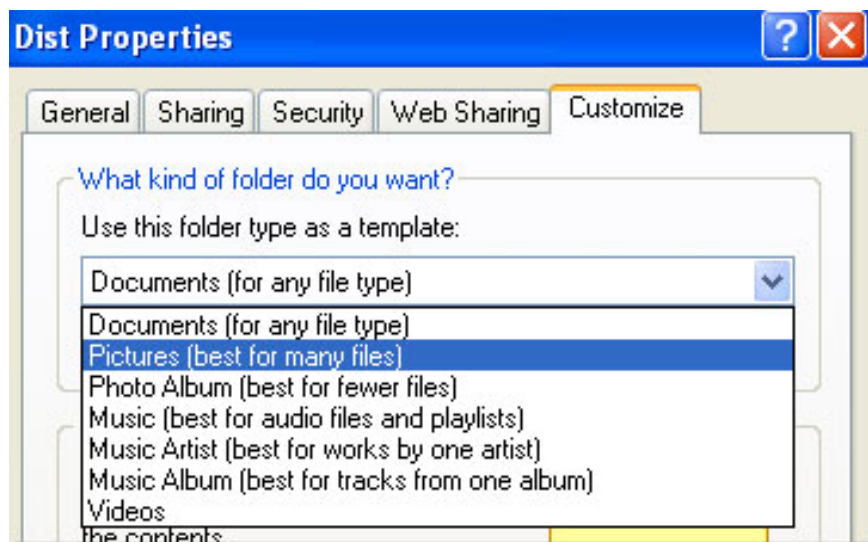 Dist Properties
?
General Sharing Security Web Sharing Customize
What kind of folder do you want?
Use this folder type as a template:
Documents (for any file type)
Documents (for any file type)
Pictures (best for many files)
Photo Album (best for fewer files)
Music (best for audio files and playlists)
Music Artist (best for works by one artist)
Music Album (best for tracks from one album)
Videos
the contents